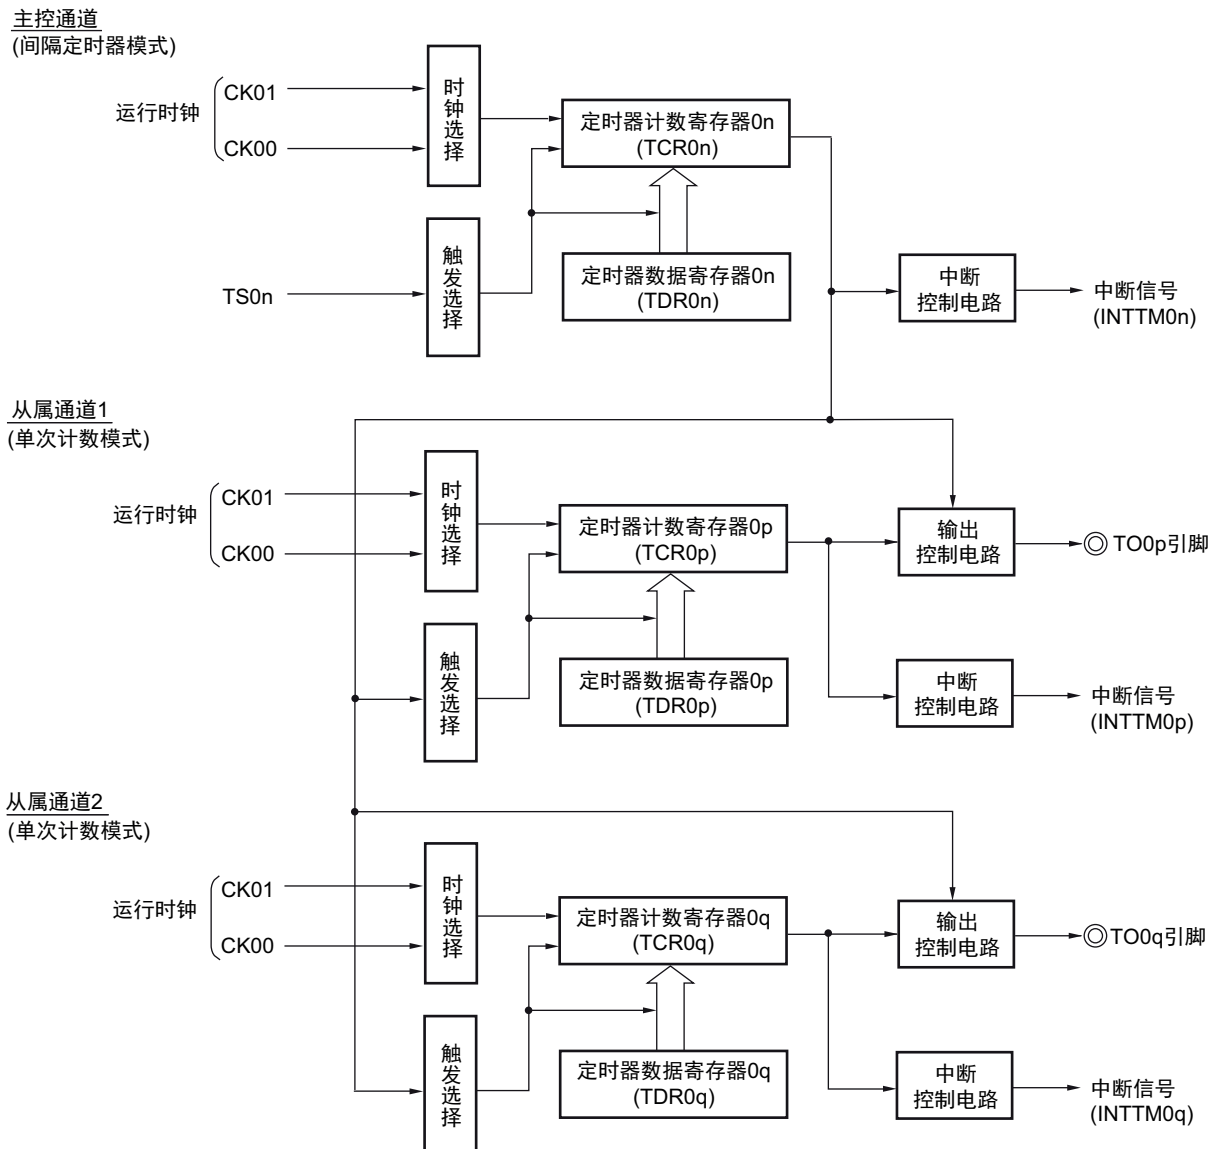 主控通道
(间隔定时器模式)
运行时钟
CK01
CK00
时钟选择
定时器计数寄存器0n
(TCR0n)
TS0n
触发选择
定时器数据寄存器0n
(TDR0n)
中断
控制电路
中断信号
(INTTM0n)
从属通道1
(单次计数模式)
运行时钟
CK01
CK00
时钟选择
定时器计数寄存器0p
(TCR0p)
输出
控制电路
TO0p引脚
触发选择
定时器数据寄存器0p
(TDR0p)
中断
控制电路
中断信号
(INTTM0p)
从属通道2
(单次计数模式)
运行时钟
CK01
CK00
时钟选择
定时器计数寄存器0q
(TCR0q)
输出
控制电路
TO0q引脚
触发选择
定时器数据寄存器0q
(TDR0q)
中断
控制电路
中断信号
(INTTM0q)